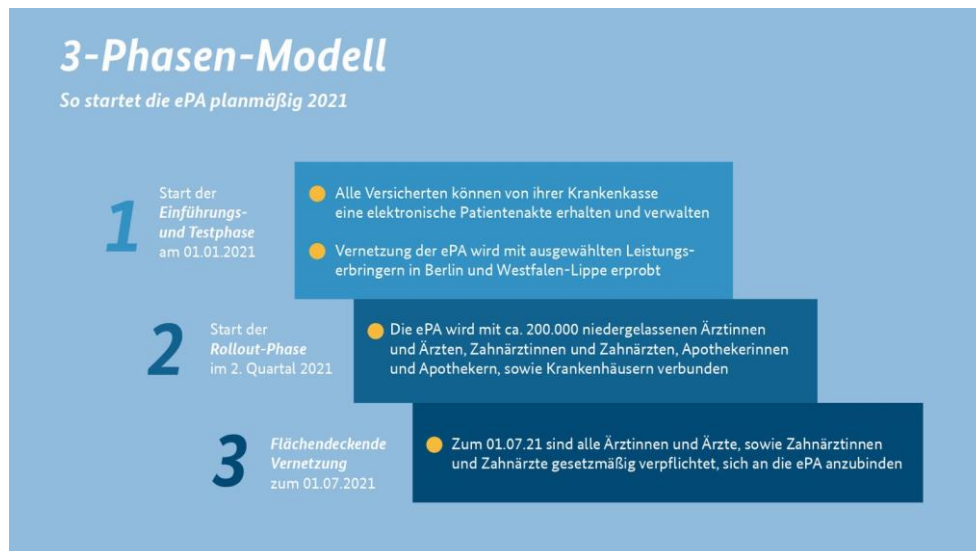 3-Phasen-Modell
So startet die ePA planmäßig 2021
1
Start der
Einführungs-
und Testphase
am 01.01.2021
Alle Versicherten können von ihrer Krankenkasse
eine elektronische Patientenakte erhalten und verwalten
Vernetzung der ePA wird mit ausgewählten Leistungs-
erbringern in Berlin und Westfalen-Lippe erprobt
2
Start der
Rollout-Phase
im 2. Quartal 2021
Die ePA wird mit ca. 200.000 niedergelassenen Ärztinnen
und Ärzten, Zahnärztinnen und Zahnärzten, Apothekerinnen
und Apothekern, sowie Krankenhäusern verbunden
3
Flächendeckende
Vernetzung
zum 01.07.2021
Zum 01.07.21 sind alle Ärztinnen und Ärzte, sowie Zahnärztinnen
und Zahnärzte gesetzmäßig verpflichtet, sich an die ePA anzubinden